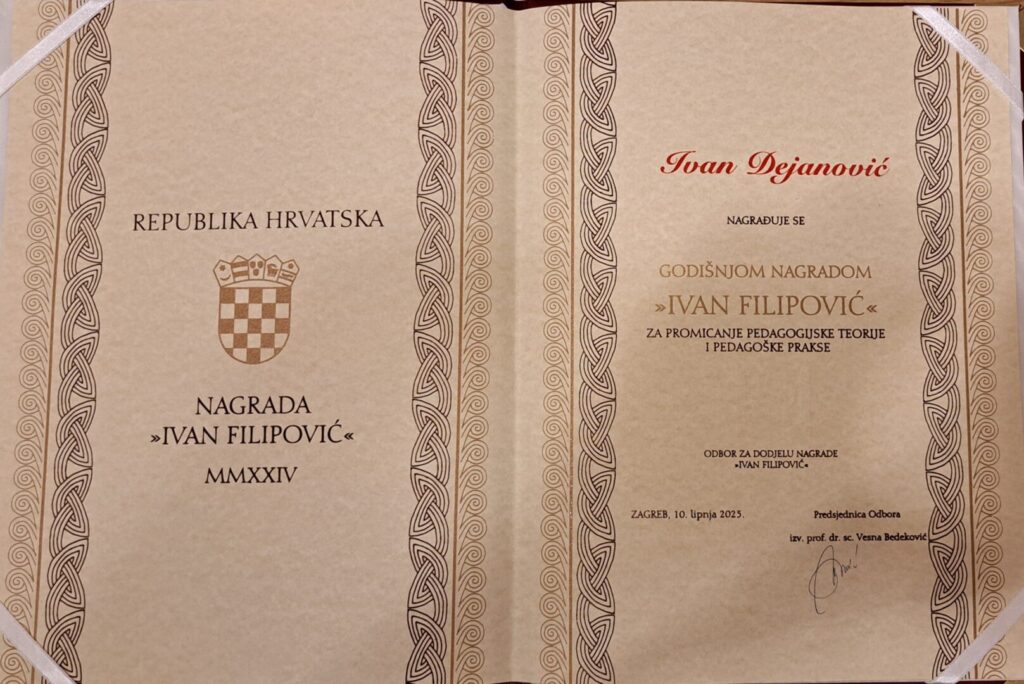 REPUBLIKA HRVATSKA
NAGRADA
»IVAN FILIPOVIĆ«
MMXXIV
Ivan Dejanović
NAGRAĐUJE SE
GODIŠNJOM NAGRADOM
»IVAN FILIPOVIĆ«
ZA PROMICANJE PEDAGOGIJSKE TEORIJE
I PEDAGOŠKE PRAKSE
ODBOR ZA DODJELU NAGRADE
»IVAN FILIPOVIĆ«
ZAGREB, 10. lipnja 2025.
Predsjednica Odbora
izv. prof. dr. sc. Vesna Bedeković